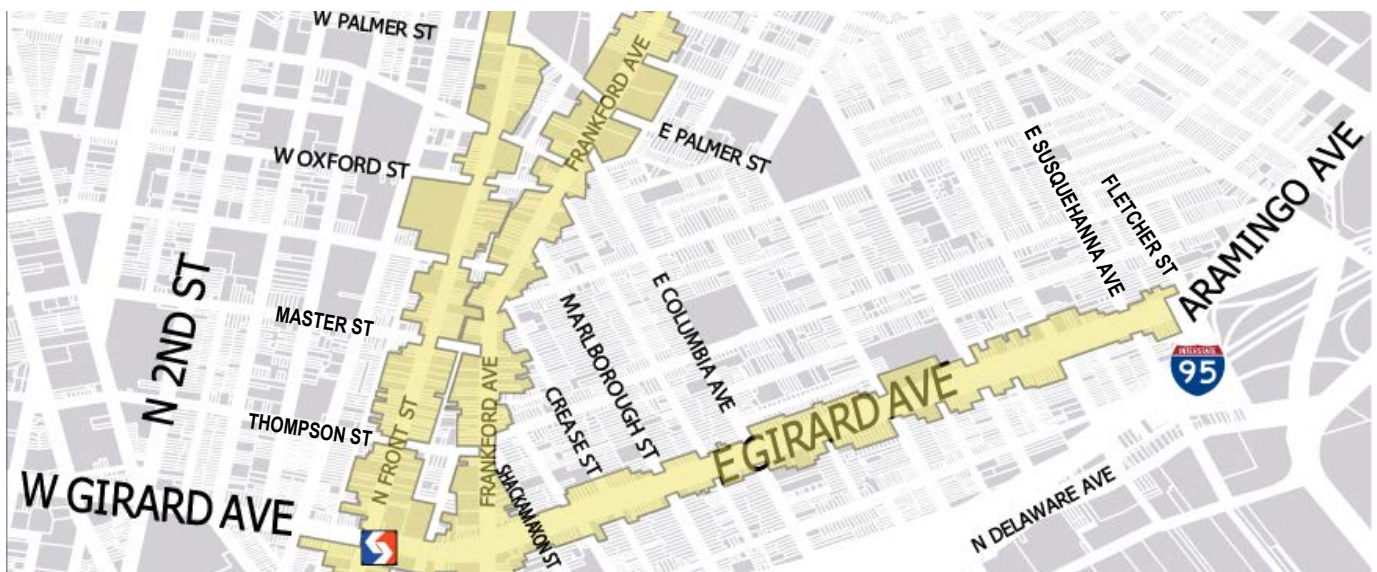 W PALMER ST
FRANKFORD AVE
E PALMER ST
W OXFORD ST
E SUSQUEHANNA AVE
FLETCHER ST
ARAMINGO AVE
N 2ND ST
MASTER ST
MARLBOROUGH ST
E COLUMBIA AVE
INTERSTATE
95
THOMPSON ST
N FRONT ST
FRANKFORD AVE
CREASE ST
E GIRARD AVE
W GIRARD AVE
SHACKAMAXON ST
N DELAWARE AVE